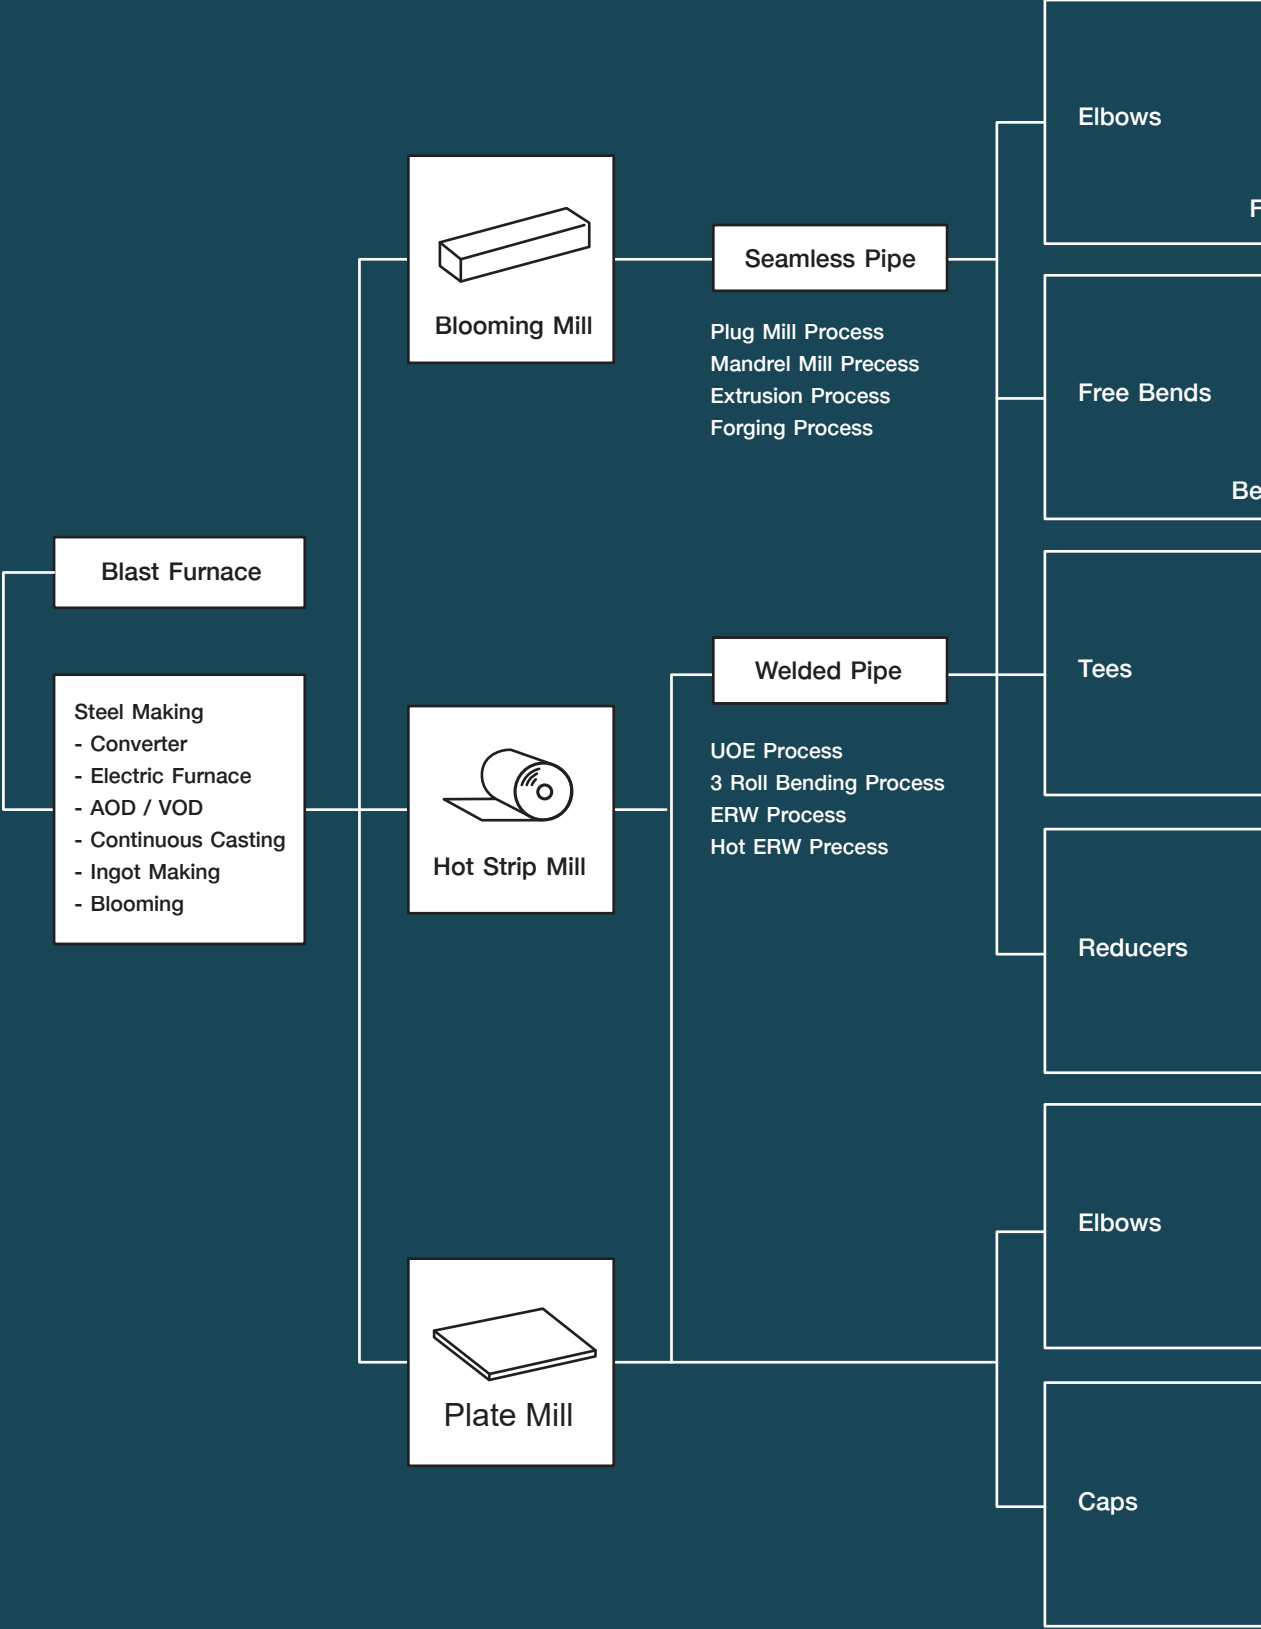 Blast Furnace
Steel Making
- Converter
- Electric Furnace
- AOD / VOD
- Continuous Casting
- Ingot Making
- Blooming
Blooming Mill
Hot Strip Mill
Plate Mill
Seamless Pipe
Plug Mill Process
Mandrel Mill Precess
Extrusion Process
Forging Process
Welded Pipe
UOE Process
3 Roll Bending Process
ERW Process
Hot ERW Precess
Elbows
Free Bends
Tees
Reducers
Elbows
Caps